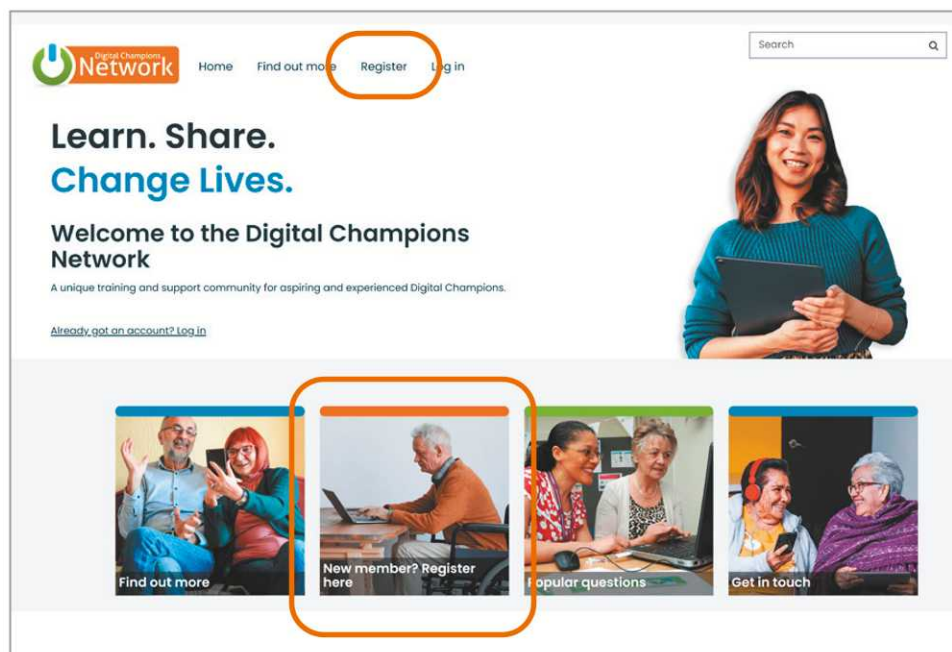 Digital Champions
Network
Home Find out more Register Log in
Search
Learn. Share.
Change Lives.
Welcome to the Digital Champions
Network
A unique training and support community for aspiring and experienced Digital Champions.
Already got an account? Log in
Find out more
New member? Register
here
Popular questions
Get in touch